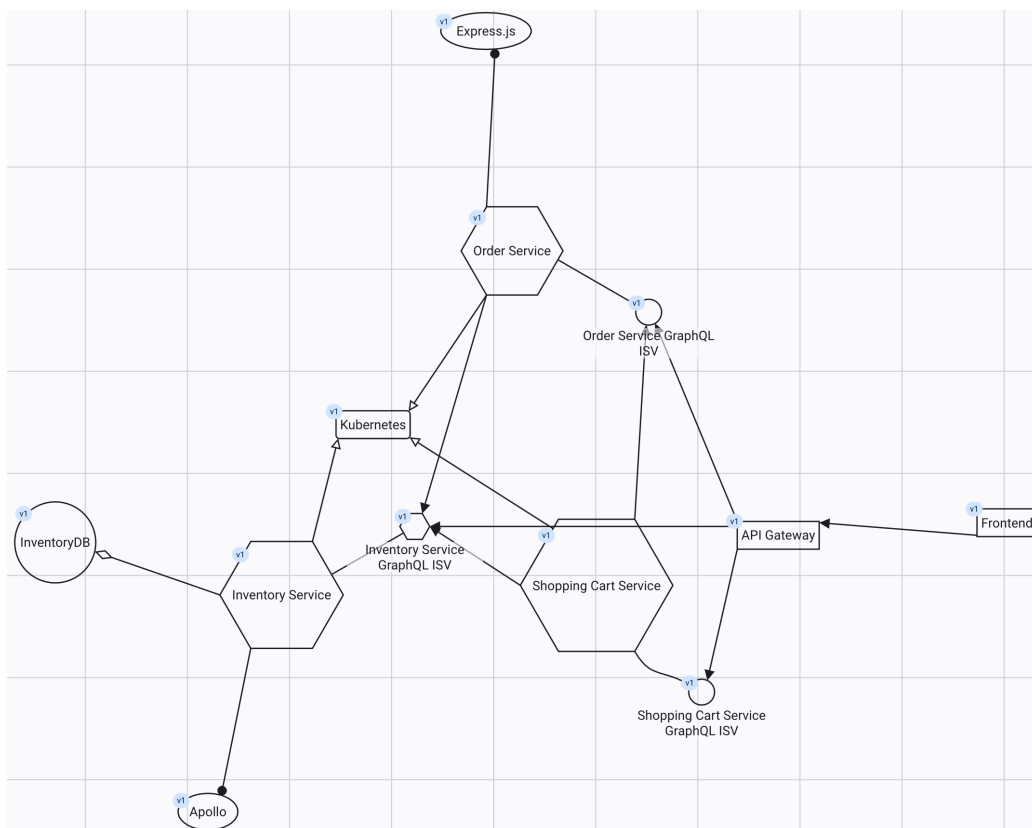 v1
Express.js
v1
Order Service
v1
Order Service GraphQL
ISV
v1
Kubernetes
v1
InventoryDB
v1
Inventory Service
GraphQL ISV
v1
API Gateway
v1
Frontend
v1
Inventory Service
v1
Shopping Cart Service
v1
Shopping Cart Service
GraphQL ISV
v1
Apollo